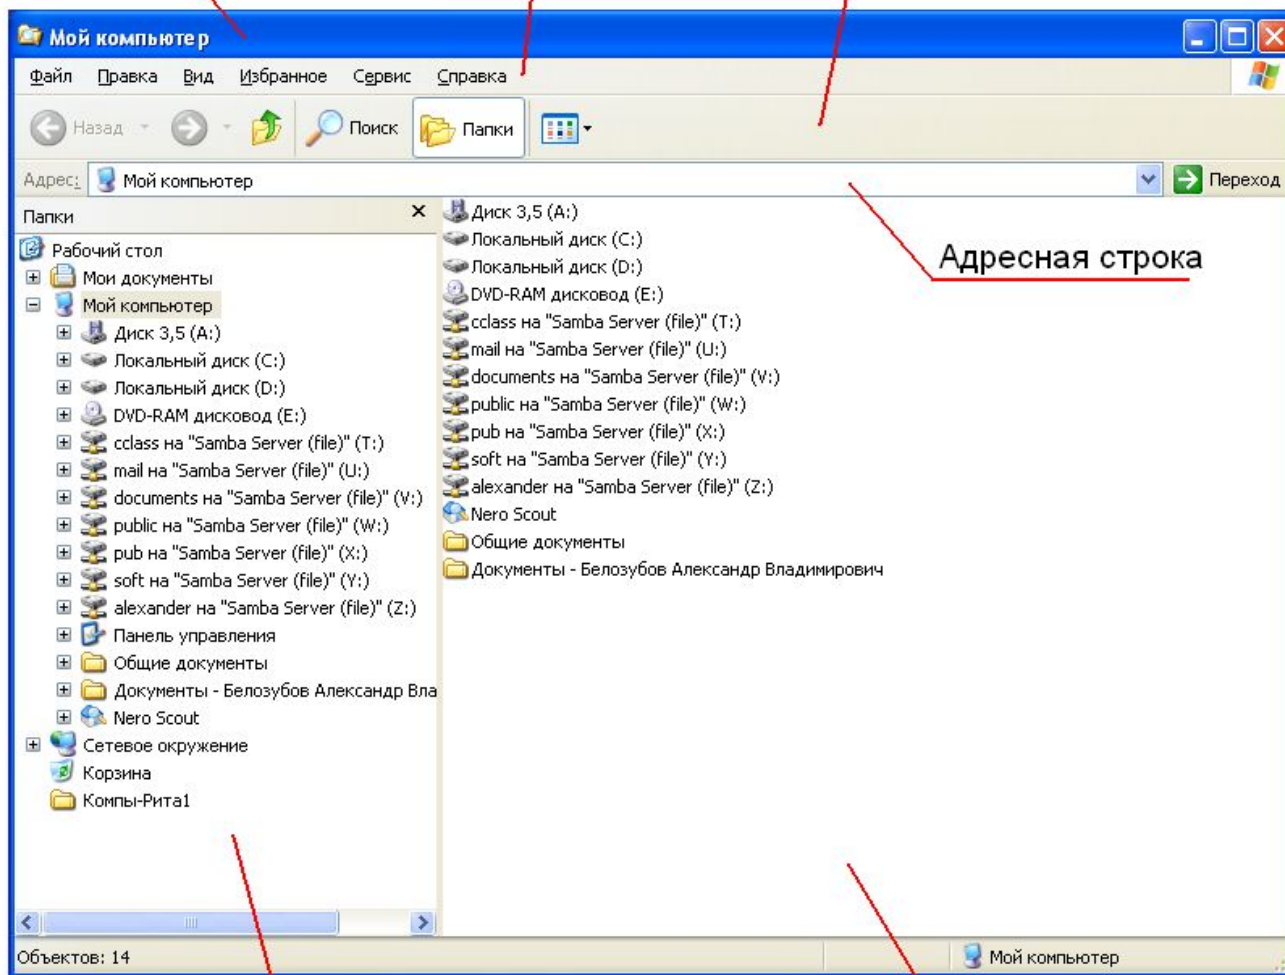 Мой компьютер
Файл Правка Вид Избранное Сервис Справка
Назад Поиск Папки
Адрес: Мой компьютер Переход
Папки
Рабочий стол
Мои документы
Мой компьютер
Диск 3,5 (A:)
Локальный диск (C:)
Локальный диск (D:)
DVD-RAM дисковод (E:)
cclass на "Samba Server (file)" (T:)
mail на "Samba Server (file)" (U:)
documents на "Samba Server (file)" (V:)
public на "Samba Server (file)" (W:)
pub на "Samba Server (file)" (X:)
soft на "Samba Server (file)" (Y:)
alexander на "Samba Server (file)" (Z:)
Панель управления
Общие документы
Документы - Белозубов Александр Вла
Nero Scout
Сетевое окружение
Корзина
Компы-Рита1
Диск 3,5 (A:)
Локальный диск (C:)
Локальный диск (D:)
DVD-RAM дисковод (E:)
cclass на "Samba Server (file)" (T:)
mail на "Samba Server (file)" (U:)
documents на "Samba Server (file)" (V:)
public на "Samba Server (file)" (W:)
pub на "Samba Server (file)" (X:)
soft на "Samba Server (file)" (Y:)
alexander на "Samba Server (file)" (Z:)
Nero Scout
Общие документы
Документы - Белозубов Александр Владимирович
Адресная строка
Объектов: 14 Мой компьютер